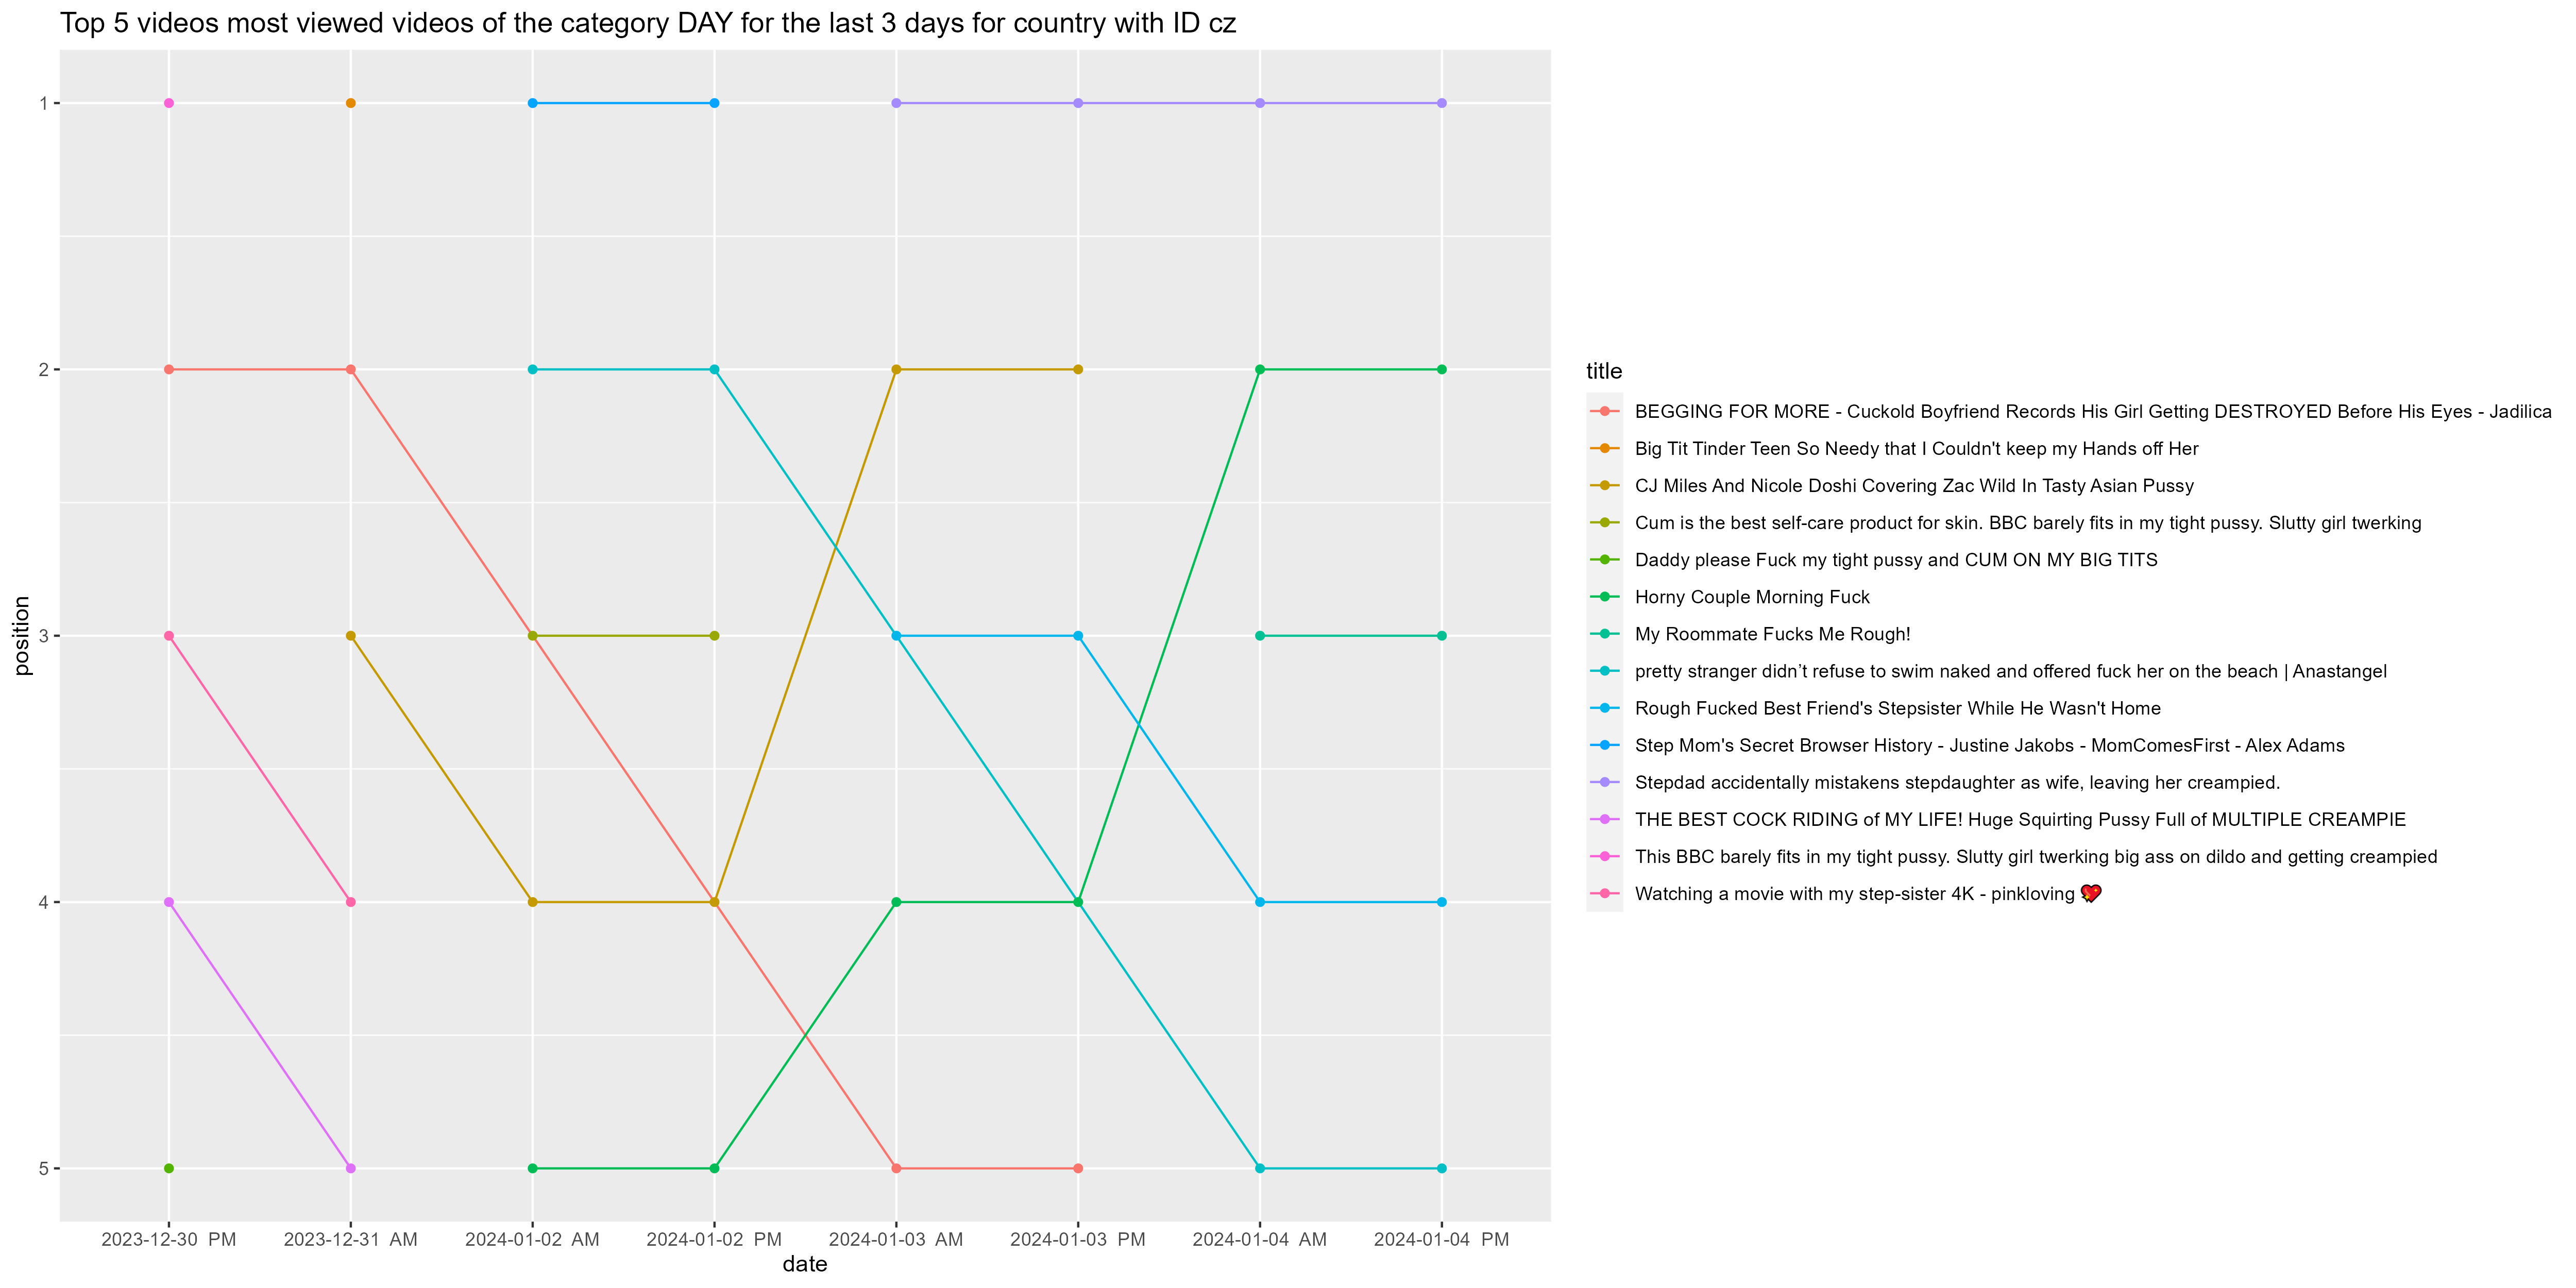 Top 5 videos most viewed videos of the category DAY for the last 3 days for country with ID cz
position
1
2
3
4
5
2023-12-30 PM
2023-12-31 AM
2024-01-02 AM
2024-01-02 PM
2024-01-03 AM
2024-01-03 PM
2024-01-04 AM
2024-01-04 PM
date
title
BEGGING FOR MORE - Cuckold Boyfriend Records His Girl Getting DESTROYED Before His Eyes - Jadilica
Big Tit Tinder Teen So Needy that I Couldn't keep my Hands off Her
CJ Miles And Nicole Doshi Covering Zac Wild In Tasty Asian Pussy
Cum is the best self-care product for skin. BBC barely fits in my tight pussy. Slutty girl twerking
Daddy please Fuck my tight pussy and CUM ON MY BIG TITS
Horny Couple Morning Fuck
My Roommate Fucks Me Rough!
pretty stranger didn’t refuse to swim naked and offered fuck her on the beach | Anastangel
Rough Fucked Best Friend's Stepsister While He Wasn't Home
Step Mom's Secret Browser History - Justine Jakobs - MomComesFirst - Alex Adams
Stepdad accidentally mistakens stepdaughter as wife, leaving her creampied.
THE BEST COCK RIDING of MY LIFE! Huge Squirting Pussy Full of MULTIPLE CREAMPIE
This BBC barely fits in my tight pussy. Slutty girl twerking big ass on dildo and getting creampied
Watching a movie with my step-sister 4K - pinkloving 💖